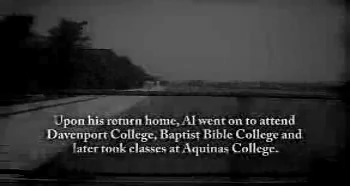 Upon his return home, Al went on to attend
Davenport College, Baptist Bible College and
later took classes at Aquinas College.